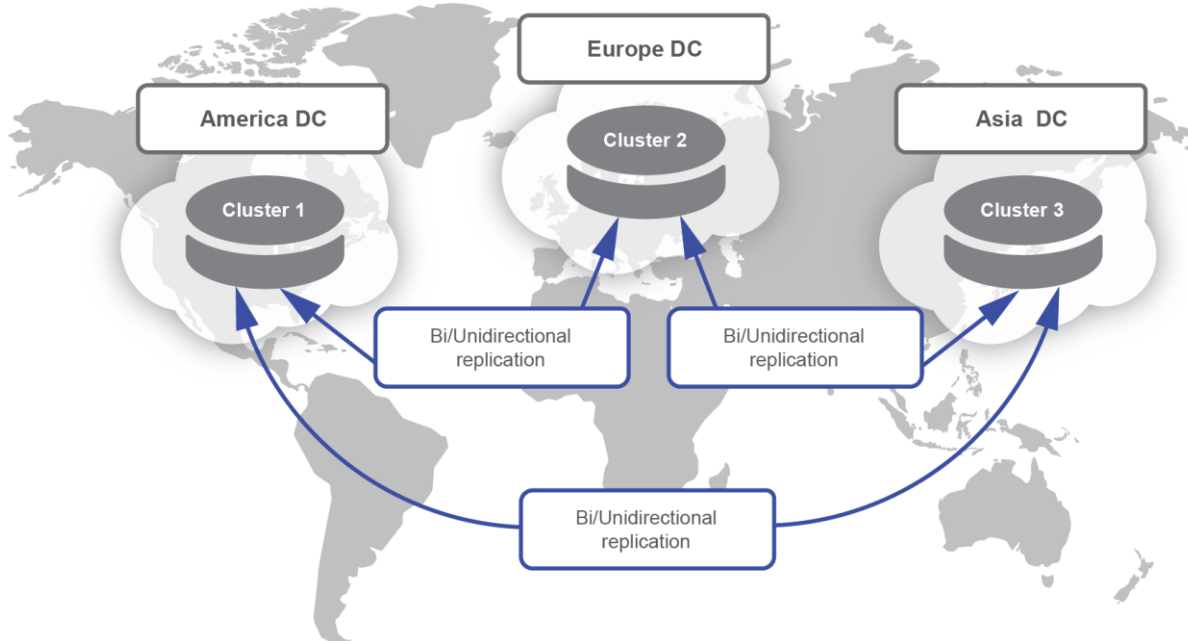 Europe DC
America DC
Asia DC
Cluster 2
Cluster 1
Cluster 3
Bi/Unidirectional
replication
Bi/Unidirectional
replication
Bi/Unidirectional
replication